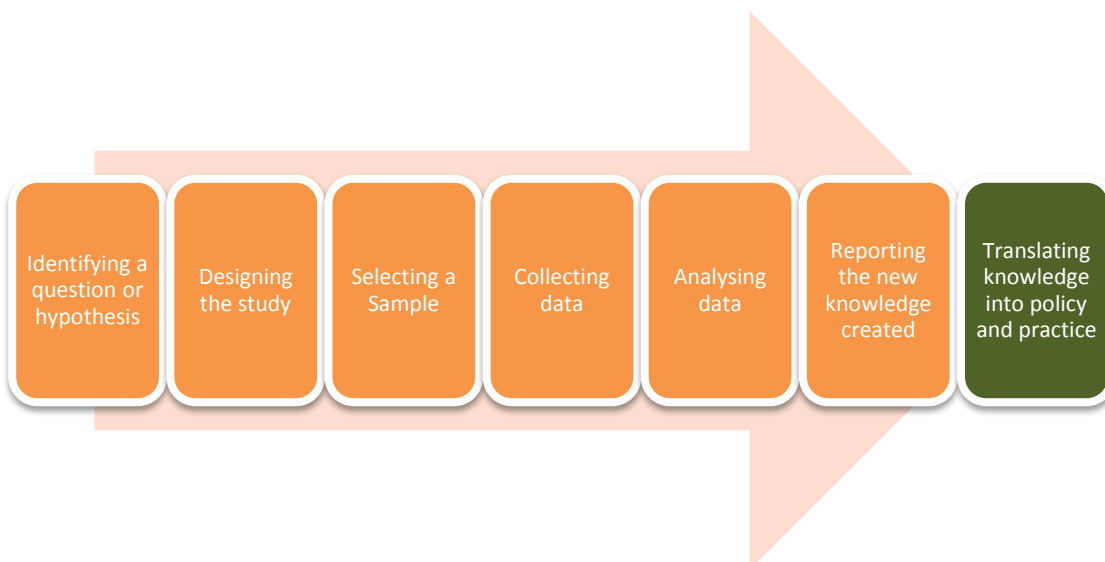 Identifying a
question or
hypothesis
Designing
the study
Selecting a
Sample
Collecting
data
Analysing
data
Reporting
the new
knowledge
created
Translating
knowledge
into policy
and practice